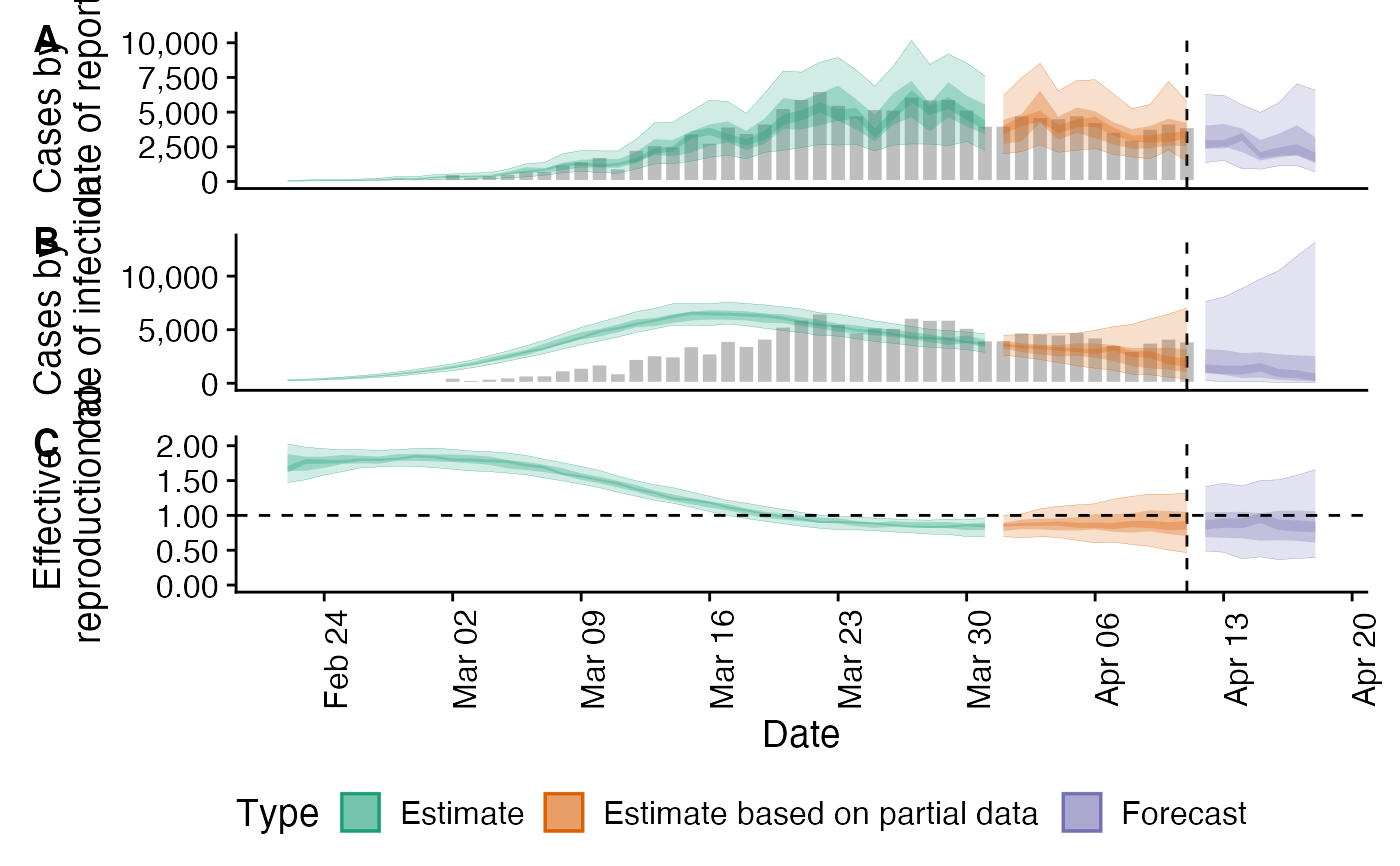 A
Cases by
date of report
10,000
7,500
5,000
2,500
0
B
Cases by
date of infection
10,000
5,000
0
C
Effective
reproduction no.
2.00
1.50
1.00
0.50
0.00
Feb 24
Mar 02
Mar 09
Mar 16
Mar 23
Mar 30
Apr 06
Apr 13
Apr 20
Date
Type
Estimate
Estimate based on partial data
Forecast